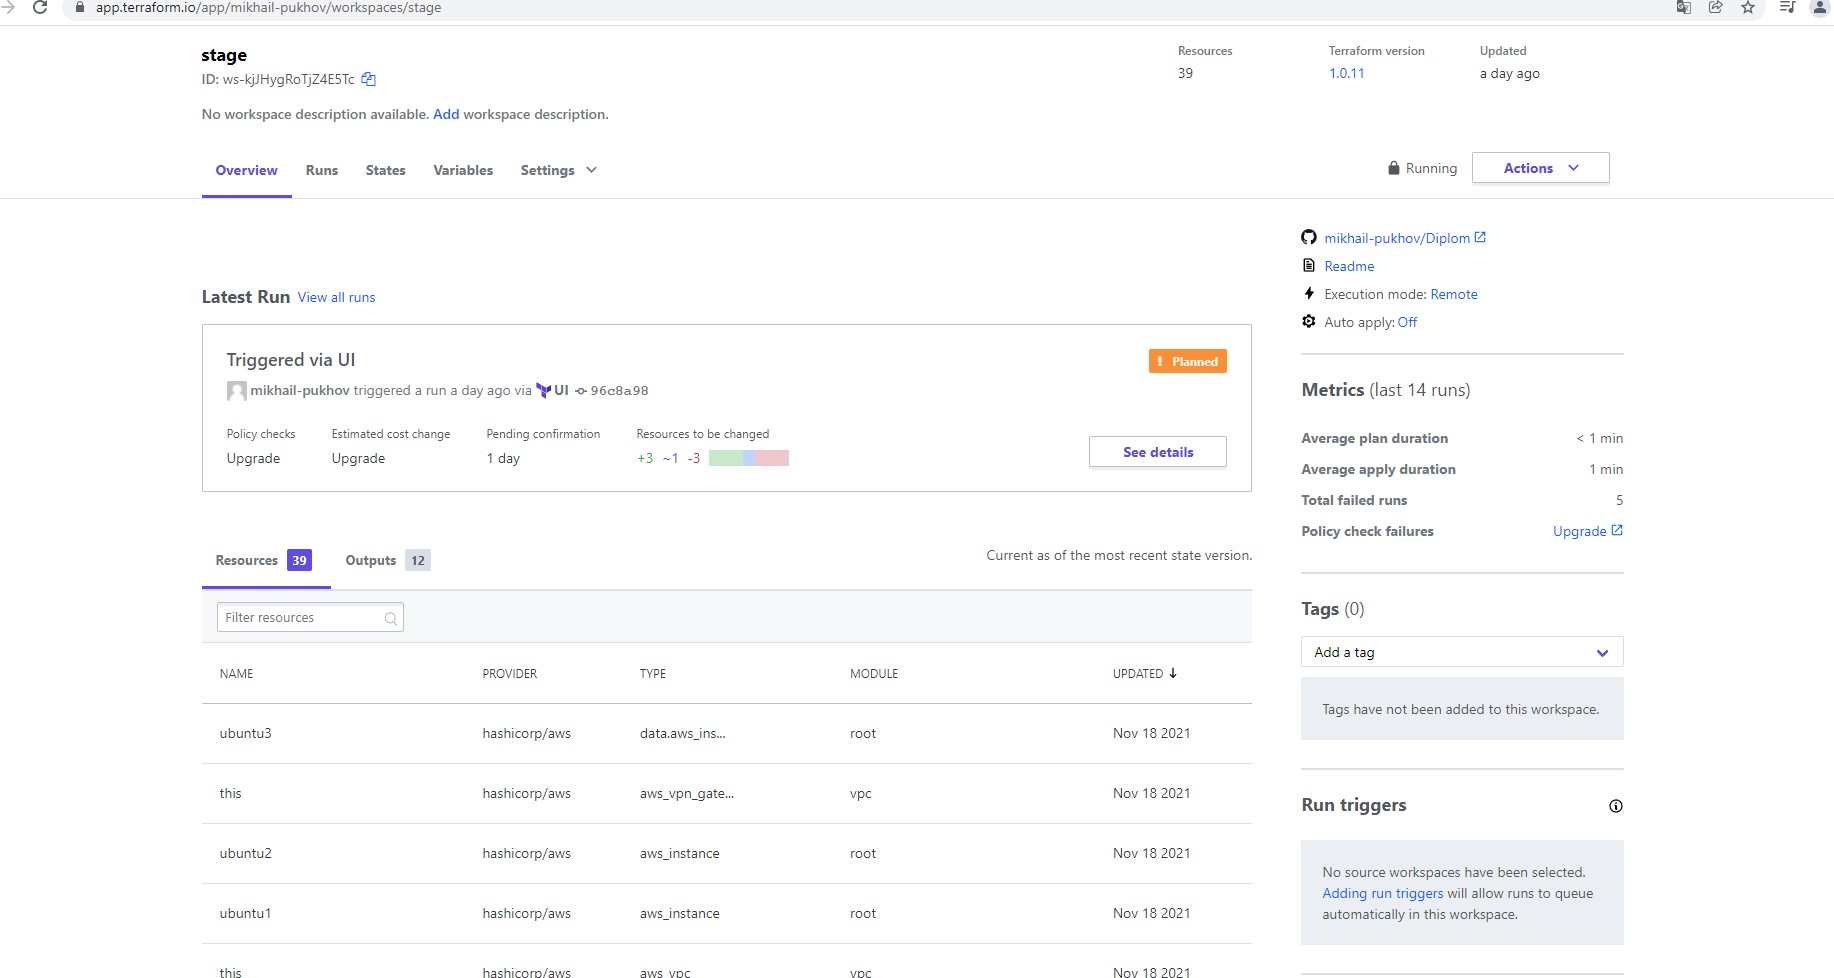 app.terraform.io/app/mikhail-pukhov/workspaces/stage
stage
ID: ws-kjJHygRoTjZ4E5Tc
No workspace description available. Add workspace description.
Resources
39
Terraform version
1.0.11
Updated
a day ago
Overview Runs States Variables Settings
Running
Actions
mikhail-pukhov/Diplom
Readme
Execution mode: Remote
Auto apply: Off
Latest Run View all runs
Triggered via UI
! Planned
mikhail-pukhov triggered a run a day ago via UI 96c8a98
Policy checks
Upgrade
Estimated cost change
Upgrade
Pending confirmation
1 day
Resources to be changed
+3 ~1 -3
See details
Metrics (last 14 runs)
Average plan duration < 1 min
Average apply duration 1 min
Total failed runs 5
Policy check failures Upgrade
Resources 39 Outputs 12
Current as of the most recent state version.
Filter resources
NAME PROVIDER TYPE MODULE UPDATED
ubuntu3 hashicorp/aws data.aws_ins... root Nov 18 2021
this hashicorp/aws aws_vpn_gate... vpc Nov 18 2021
ubuntu2 hashicorp/aws aws_instance root Nov 18 2021
ubuntu1 hashicorp/aws aws_instance root Nov 18 2021
this hashicorp/aws aws_vpc vpc Nov 18 2021
Tags (0)
Add a tag
Tags have not been added to this workspace.
Run triggers
No source workspaces have been selected.
Adding run triggers will allow runs to queue
automatically in this workspace.